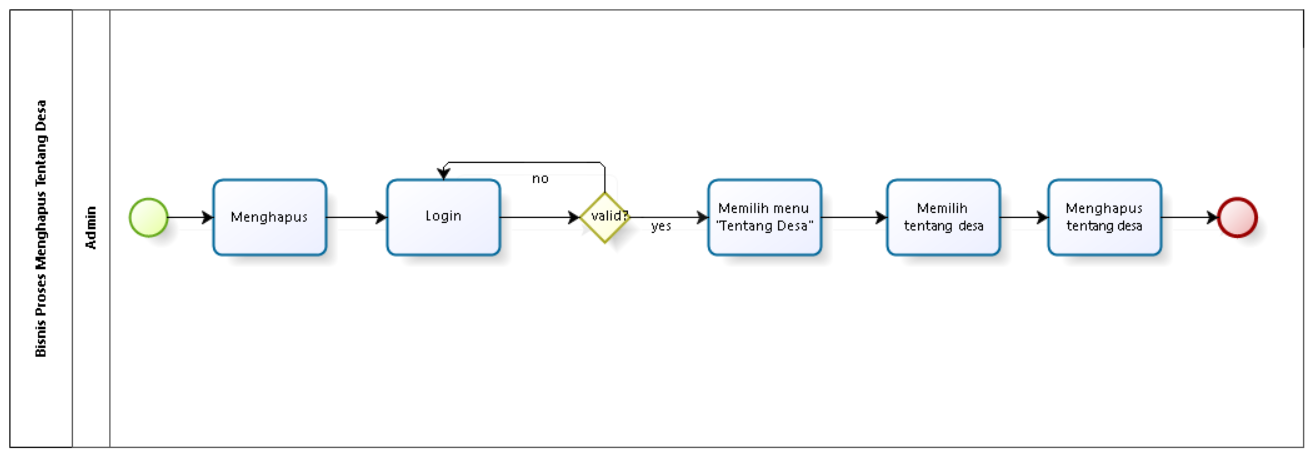 Bisnis Proses Menghapus Tentang Desa
Admin
Menghapus
Login
no
valid?
yes
Memilih menu
"Tentang Desa"
Memilih
tentang desa
Menghapus
tentang desa